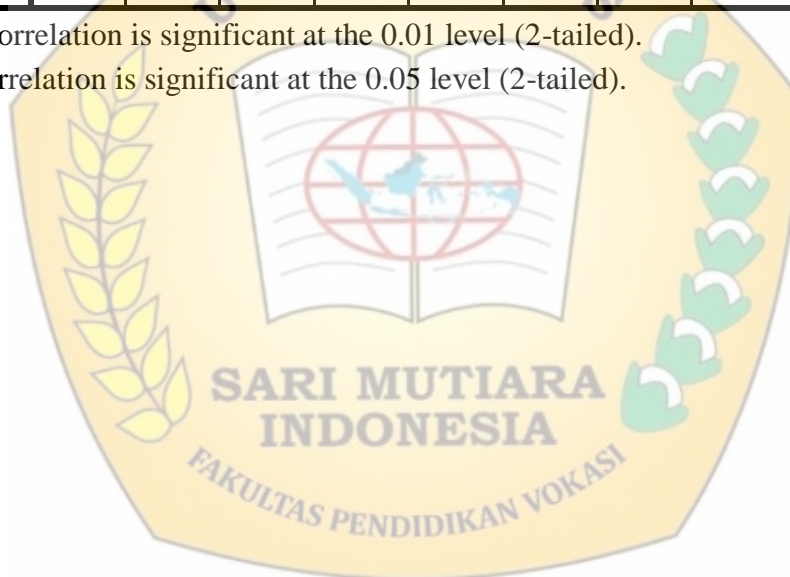 orrelation is significant at the 0.01 level (2-tailed).
rrelation is significant at the 0.05 level (2-tailed).
SARI MUTIARA
INDONESIA
FAKULTAS PENDIDIKAN VOKASI